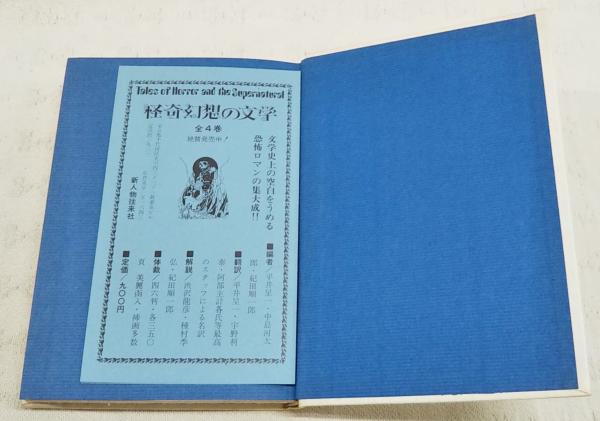 Tales of Horror and the Supernatural
怪奇幻想の文学
全4巻
絶賛発売中!
文学史上の空白をうめる
恐怖ロマンの集大成!!
■編者/平井呈一・中島河太
郎・紀田順一郎
■翻訳/平井呈一・宇野利
泰・阿部主計各氏等最高
のスタッフによる名訳
■解説/渋沢龍彦・種村季
弘・紀田順一郎
■体裁/四六判・各三五〇
頁 美麗函入・挿画多数
■定価/九〇〇円
新人物往来社